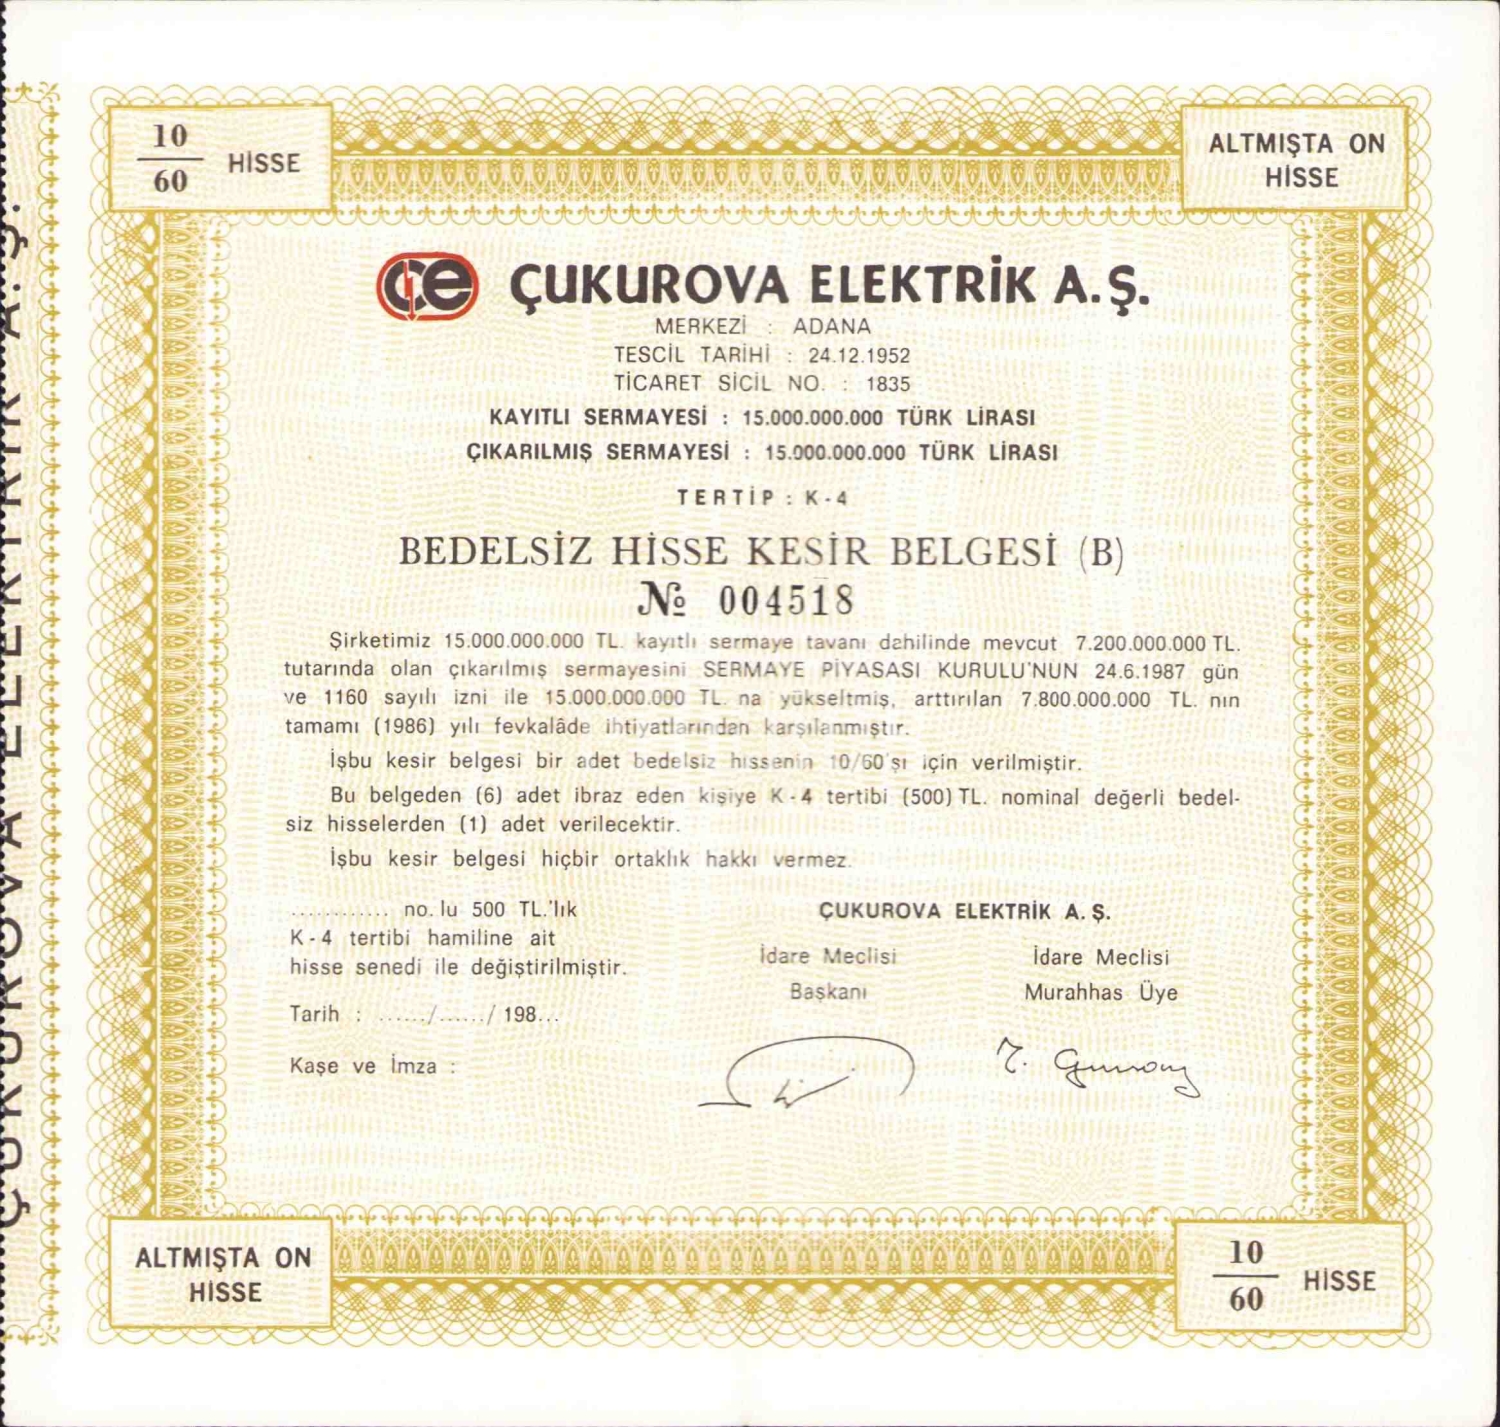 10
60
HİSSE
ALTMIŞTA ON
HİSSE
çe ÇUKUROVA ELEKTRİK A.Ş.
MERKEZİ : ADANA
TESCİL TARİHİ : 24.12.1952
TİCARET SİCİL NO. : 1835
KAYITLI SERMAYESİ : 15.000.000.000 TÜRK LİRASI
ÇIKARILMIŞ SERMAYESİ : 15.000.000.000 TÜRK LİRASI
TERTİP : K-4
BEDELSİZ HİSSE KESİR BELGESİ (B)
№ 004518
Şirketimiz 15.000.000.000 TL. kayıtlı sermaye tavanı dahilinde mevcut 7.200.000.000 TL.
tutarında olan çıkarılmış sermayesini SERMAYE PİYASASI KURULU'NUN 24.6.1987 gün
ve 1160 sayılı izni ile 15.000.000.000 TL. na yükseltmiş, arttırılan 7.800.000.000 TL. nın
tamamı (1986) yılı fevkalâde ihtiyatlarından karşılanmıştır.
İşbu kesir belgesi bir adet bedelsiz hissenin 10/60'şı için verilmiştir.
Bu belgeden (6) adet ibraz eden kişiye K-4 tertibi (500) TL. nominal değerli bedel-
siz hisselerden (1) adet verilecektir.
İşbu kesir belgesi hiçbir ortaklık hakkı vermez.
............ no. lu 500 TL.'lık
K-4 tertibi hamiline ait
hisse senedi ile değiştirilmiştir.
Tarih : ....../....../ 198...
Kaşe ve İmza :
ÇUKUROVA ELEKTRİK A.Ş.
İdare Meclisi
Başkanı
İdare Meclisi
Murahhas Üye
ALTMIŞTA ON
HİSSE
10
60
HİSSE
ÇUKUROVA ELEKTRİK A.Ş.